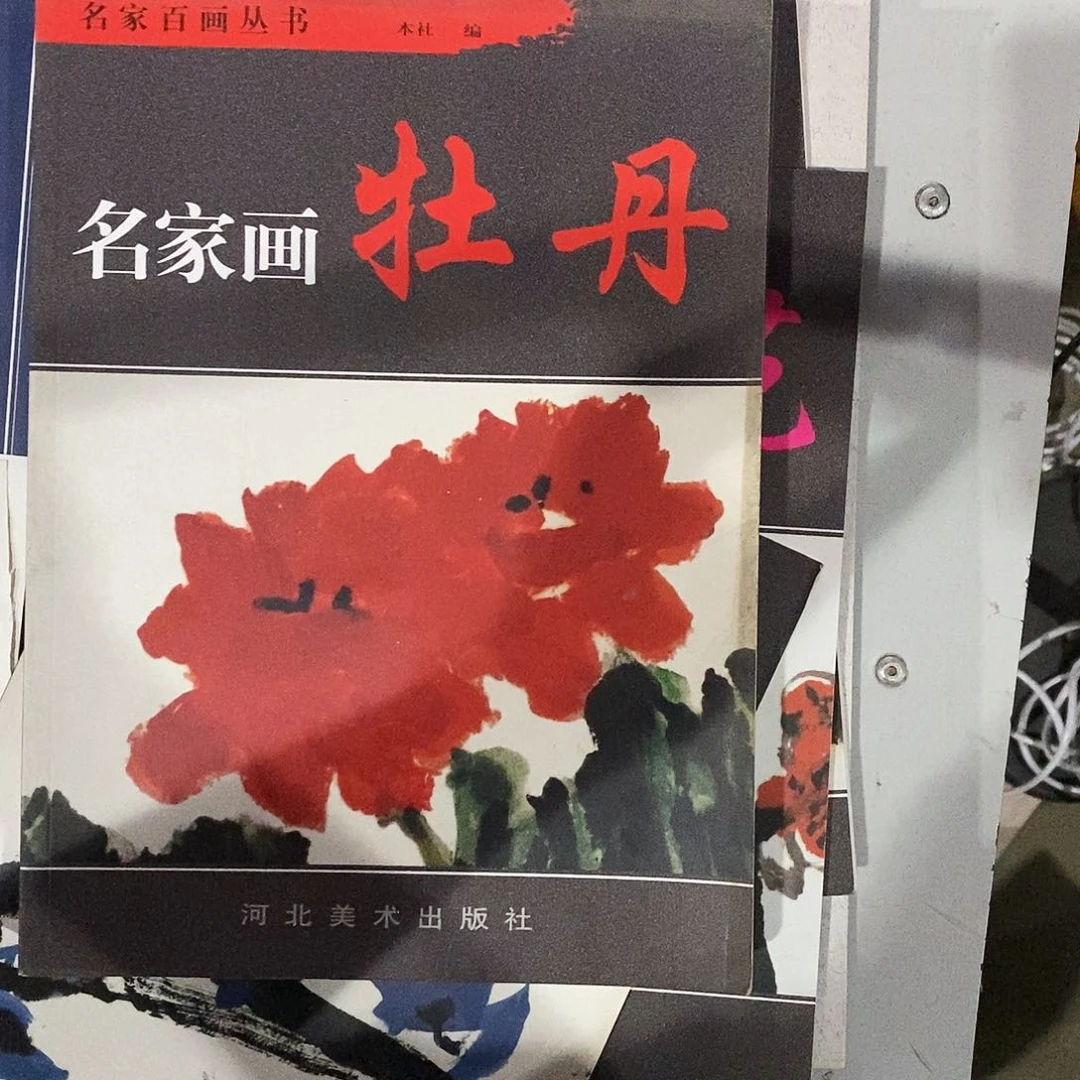 名家百画丛书 本社 编
名家画 牡丹
河北美术出版社